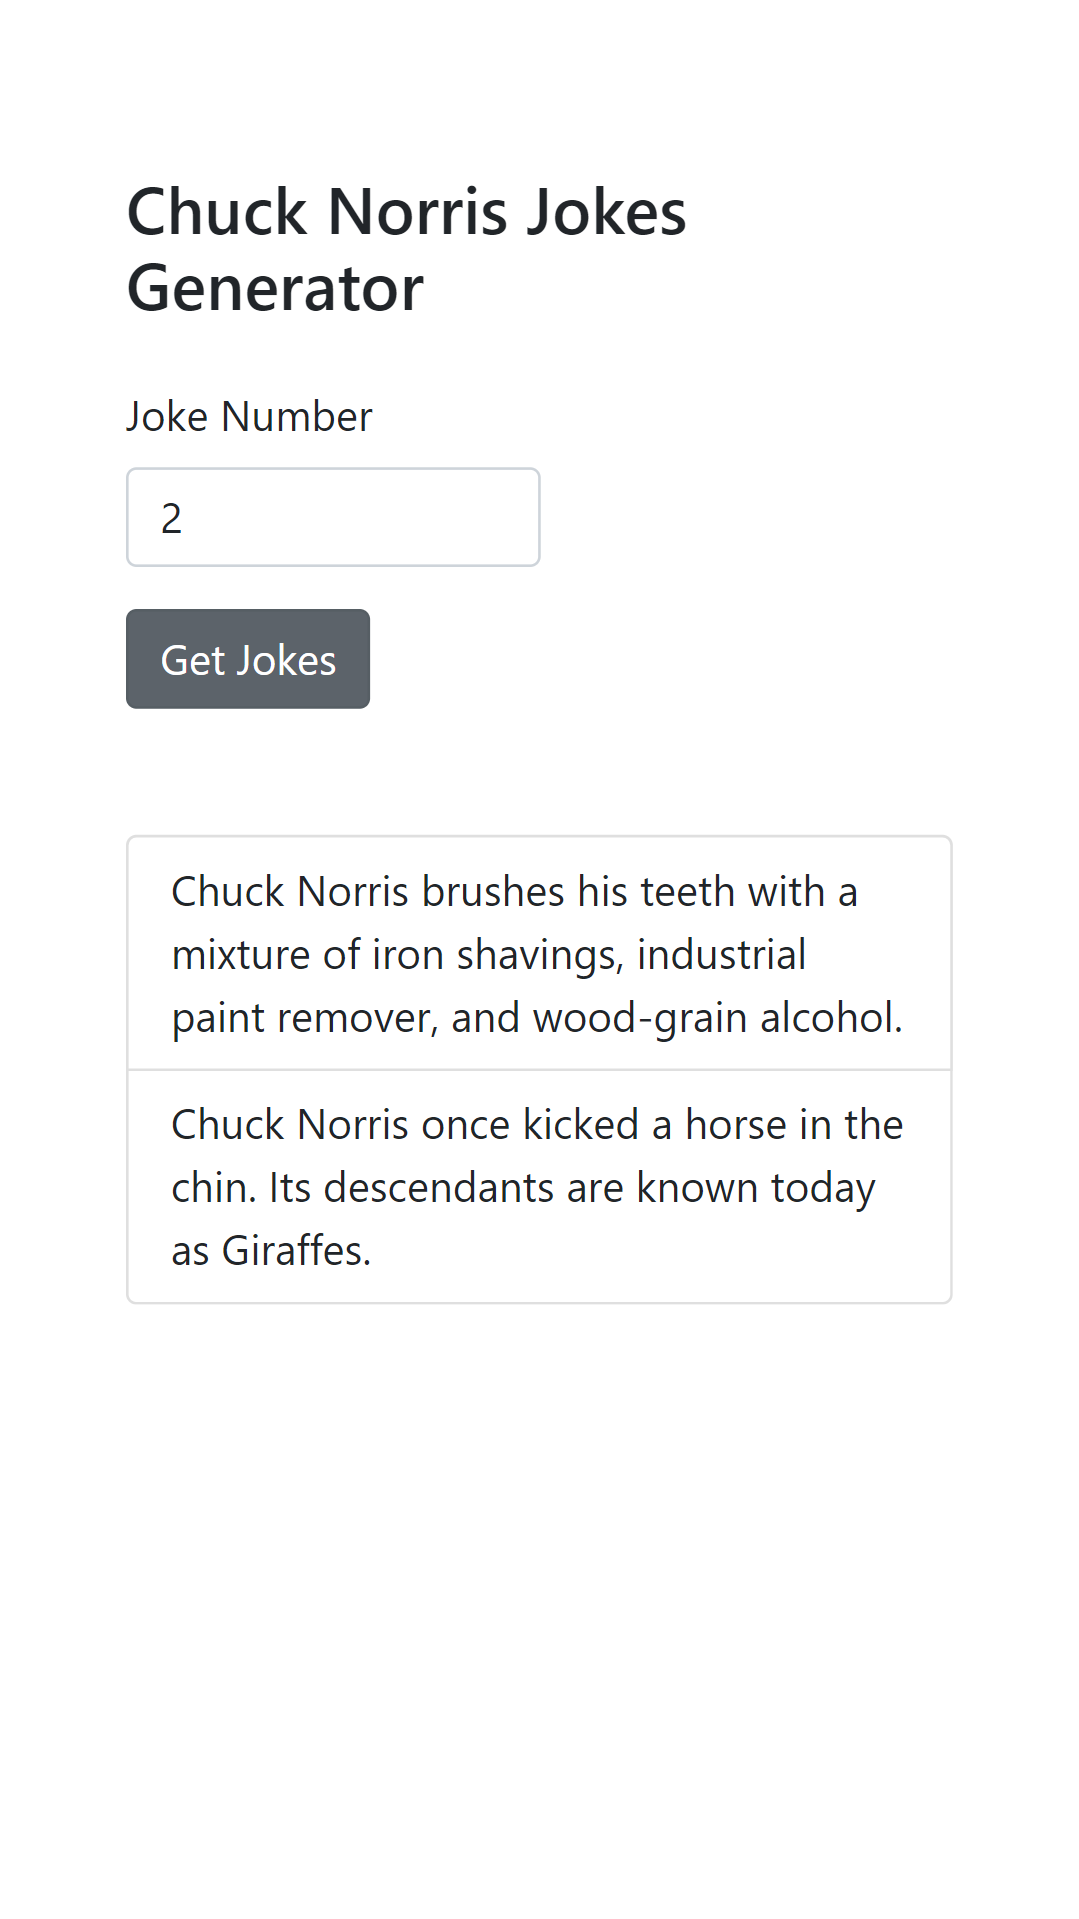 Chuck Norris Jokes
Generator
Joke Number
2
Get Jokes
Chuck Norris brushes his teeth with a
mixture of iron shavings, industrial
paint remover, and wood-grain alcohol.
Chuck Norris once kicked a horse in the
chin. Its descendants are known today
as Giraffes.